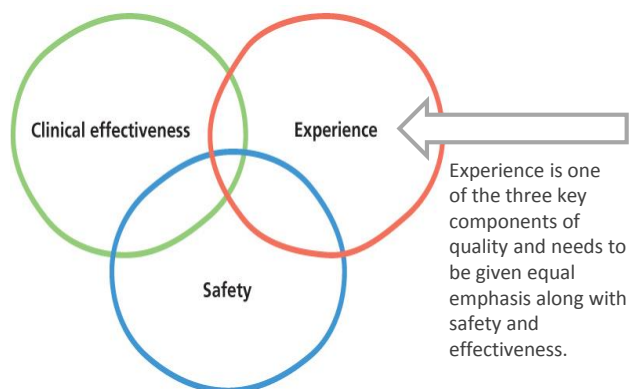 Clinical effectiveness
Experience
Experience is one
of the three key
components of
quality and needs to
be given equal
emphasis along with
safety and
effectiveness.
Safety